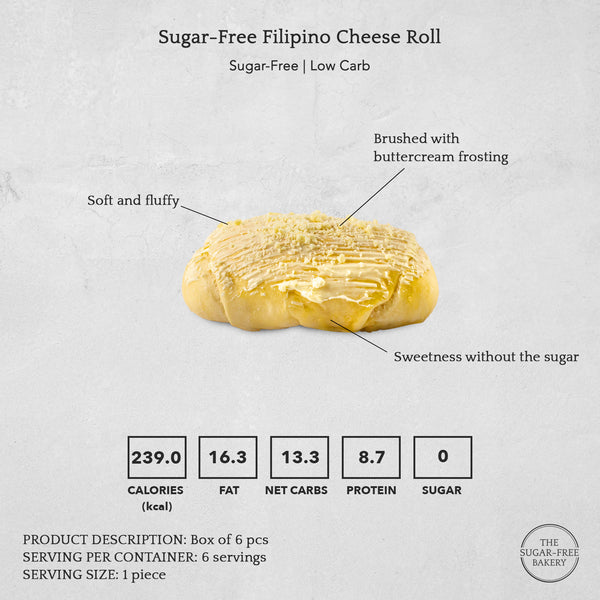 Sugar-Free Filipino Cheese Roll
Sugar-Free | Low Carb
Brushed with
buttercream frosting
Soft and fluffy
Sweetness without the sugar
239.0 16.3 13.3 8.7 0
CALORIES FAT NET CARBS PROTEIN SUGAR
(kcal)
PRODUCT DESCRIPTION: Box of 6 pcs
SERVING PER CONTAINER: 6 servings
SERVING SIZE: 1 piece
THE
SUGAR-FREE
BAKERY